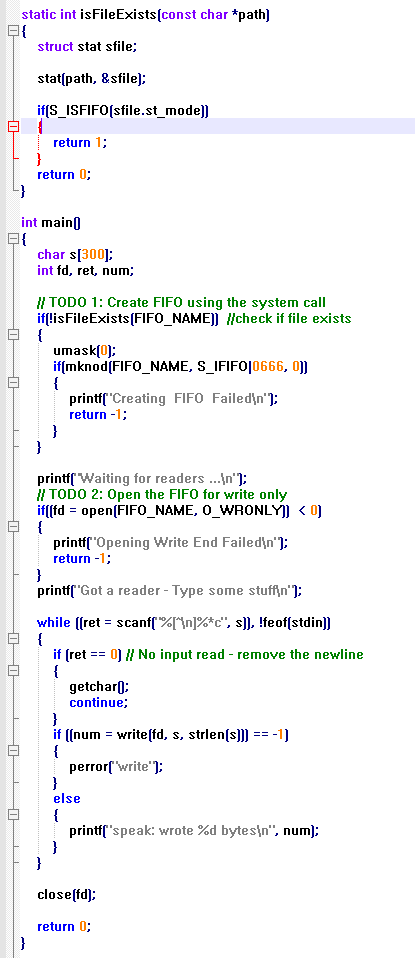 static int isFileExists(const char *path)
{
struct stat sfile;
stat(path, &sfile);
if(S_ISFIFO(sfile.st_mode))
{
return 1;
}
return 0;
}
int main()
{
char s[300];
int fd, ret, num;
// TODO 1: Create FIFO using the system call
if(!isFileExists(FIFO_NAME)) //check if file exists
{
umask(0);
if(mknod(FIFO_NAME, S_IFIFO|0666, 0))
{
printf("Creating FIFO Failed\n");
return -1;
}
}
printf("Waiting for readers ...\n");
// TODO 2: Open the FIFO for write only
if((fd = open(FIFO_NAME, O_WRONLY)) < 0)
{
printf("Opening Write End Failed\n");
return -1;
}
printf("Got a reader - Type some stuff\n");
while ((ret = scanf("%[^\n]%*c", s)), !feof(stdin))
{
if (ret == 0) // No input read - remove the newline
{
getchar();
continue;
}
if ((num = write(fd, s, strlen(s))) == -1)
{
perror("write");
}
else
{
printf("speak: wrote %d bytes\n", num);
}
}
close(fd);
return 0;
}